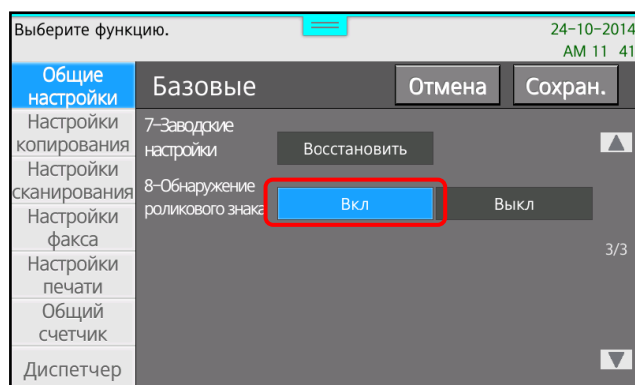 Выберите функцию.
24-10-2014
AM 11 41
Общие
настройки
Базовые
Отмена
Сохран.
Настройки
копирования
Настройки
сканирования
Настройки
факса
Настройки
печати
Общий
счетчик
Диспетчер
7-Заводские
настройки
Восстановить
8-Обнаружение
роликового знака
Вкл
Выкл
3/3